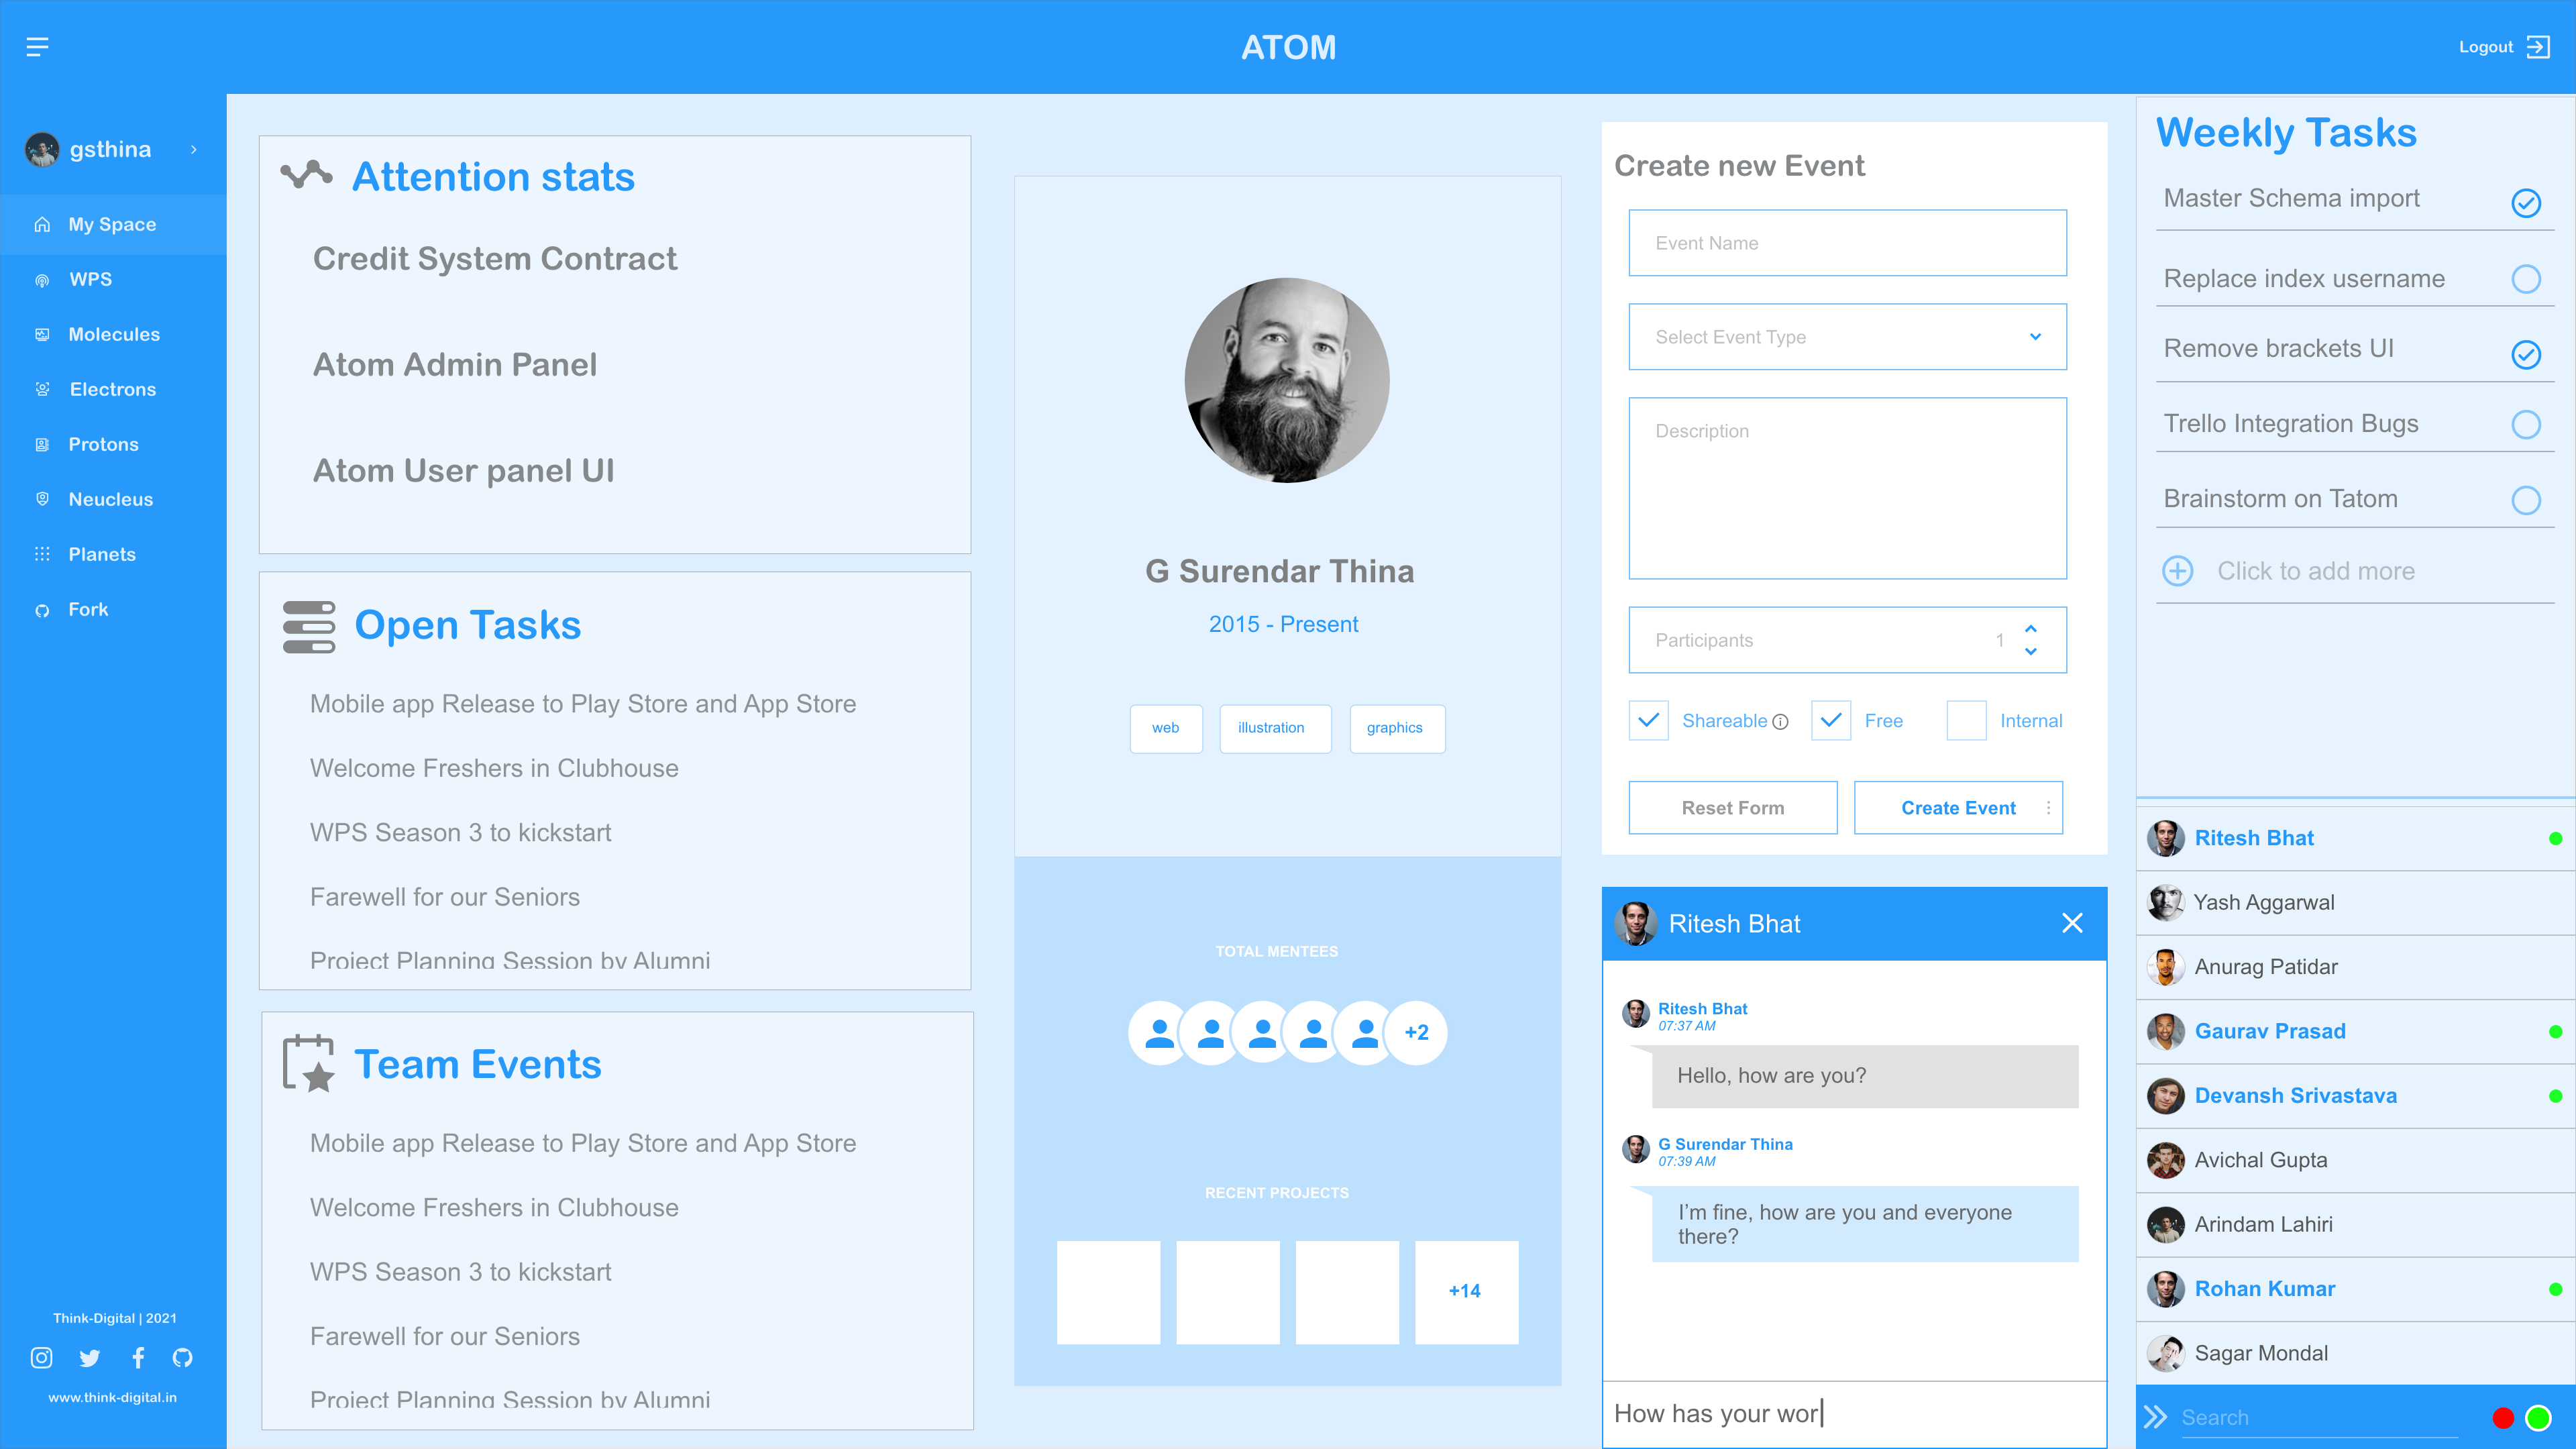 ATOM
Logout
gsthina
My Space
WPS
Molecules
Electrons
Protons
Neucleus
Planets
Fork
Think-Digital | 2021
www.think-digital.in
Attention stats
Credit System Contract
Atom Admin Panel
Atom User panel UI
Open Tasks
Mobile app Release to Play Store and App Store
Welcome Freshers in Clubhouse
WPS Season 3 to kickstart
Farewell for our Seniors
Project Planning Session by Alumni
Team Events
Mobile app Release to Play Store and App Store
Welcome Freshers in Clubhouse
WPS Season 3 to kickstart
Farewell for our Seniors
Project Planning Session by Alumni
G Surendar Thina
2015 - Present
web illustration graphics
TOTAL MENTEES
+2
RECENT PROJECTS
+14
Create new Event
Event Name
Select Event Type
Description
Participants 1
Shareable Free Internal
Reset Form Create Event
Ritesh Bhat
Ritesh Bhat
07:37 AM
Hello, how are you?
G Surendar Thina
07:39 AM
I'm fine, how are you and everyone
there?
How has your wor
Weekly Tasks
Master Schema import
Replace index username
Remove brackets UI
Trello Integration Bugs
Brainstorm on Tatom
Click to add more
Ritesh Bhat
Yash Aggarwal
Anurag Patidar
Gaurav Prasad
Devansh Srivastava
Avichal Gupta
Arindam Lahiri
Rohan Kumar
Sagar Mondal
Search